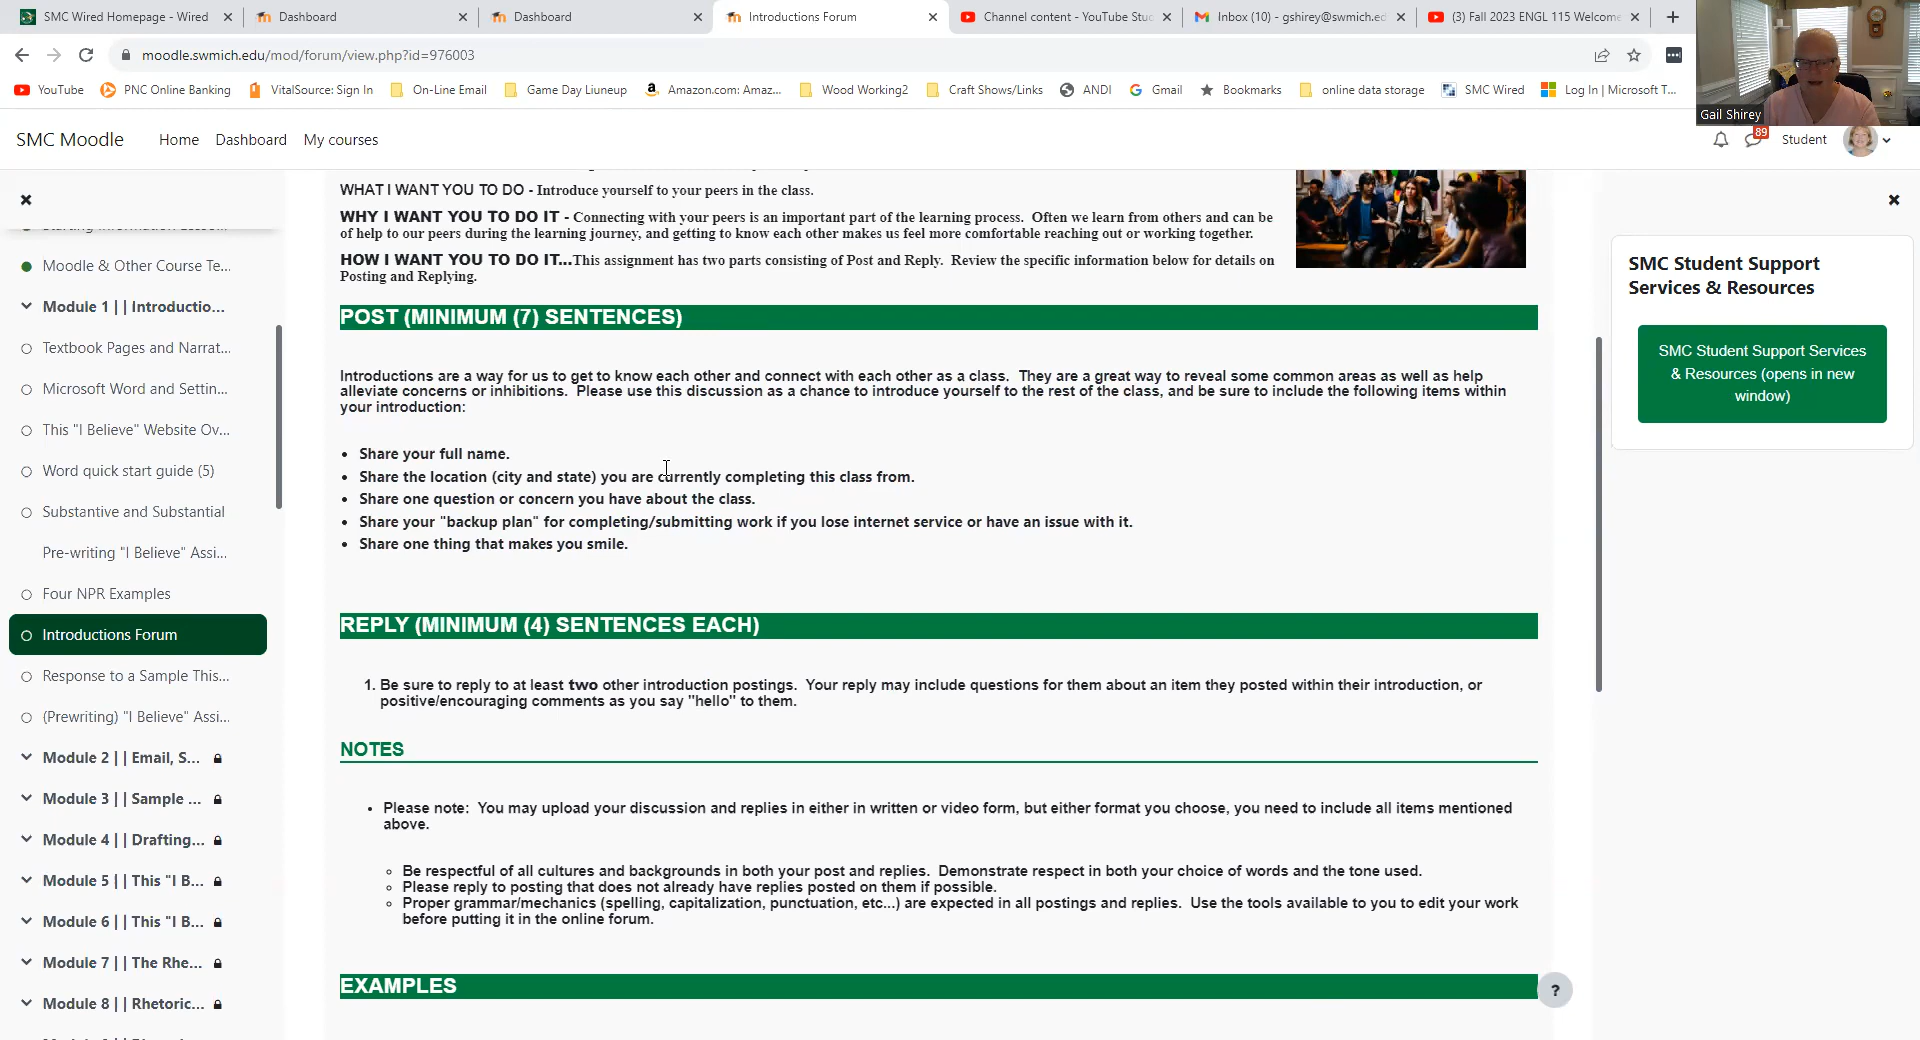 SMC Wired Homepage - Wired
Dashboard
Dashboard
Introductions Forum
Channel content - YouTube Stud
Inbox (10) - gshirey@swmich.ed
(3) Fall 2023 ENGL 115 Welcome
moodle.swmich.edu/mod/forum/view.php?id=976003
YouTube
PNC Online Banking
VitalSource: Sign In
On-Line Email
Game Day Liuneup
Amazon.com: Amaz...
Wood Working2
Craft Shows/Links
ANDI
Gmail
Bookmarks
online data storage
SMC Wired
Log In | Microsoft T...
Gail Shirey
SMC Moodle
Home
Dashboard
My courses
89
Student
Moodle & Other Course Te...
Module 1 | | Introductio...
Textbook Pages and Narrat...
Microsoft Word and Settin...
This "I Believe" Website Ov...
Word quick start guide (5)
Substantive and Substantial
Pre-writing "I Believe" Assi...
Four NPR Examples
Introductions Forum
Response to a Sample This...
(Prewriting) "I Believe" Assi...
Module 2 | | Email, S...
Module 3 | | Sample ...
Module 4 | | Drafting...
Module 5 | | This "I B...
Module 6 | | This "I B...
Module 7 | | The Rhe...
Module 8 | | Rhetoric...
WHAT I WANT YOU TO DO - Introduce yourself to your peers in the class.
WHY I WANT YOU TO DO IT - Connecting with your peers is an important part of the learning process. Often we learn from others and can be
of help to our peers during the learning journey, and getting to know each other makes us feel more comfortable reaching out or working together.
HOW I WANT YOU TO DO IT...This assignment has two parts consisting of Post and Reply. Review the specific information below for details on
Posting and Replying.
POST (MINIMUM (7) SENTENCES)
Introductions are a way for us to get to know each other and connect with each other as a class. They are a great way to reveal some common areas as well as help
alleviate concerns or inhibitions. Please use this discussion as a chance to introduce yourself to the rest of the class, and be sure to include the following items within
your introduction:
• Share your full name.
• Share the location (city and state) you are currently completing this class from.
• Share one question or concern you have about the class.
• Share your "backup plan" for completing/submitting work if you lose internet service or have an issue with it.
• Share one thing that makes you smile.
REPLY (MINIMUM (4) SENTENCES EACH)
1. Be sure to reply to at least two other introduction postings. Your reply may include questions for them about an item they posted within their introduction, or
positive/encouraging comments as you say "hello" to them.
NOTES
• Please note: You may upload your discussion and replies in either in written or video form, but either format you choose, you need to include all items mentioned
above.
◦ Be respectful of all cultures and backgrounds in both your post and replies. Demonstrate respect in both your choice of words and the tone used.
◦ Please reply to posting that does not already have replies posted on them if possible.
◦ Proper grammar/mechanics (spelling, capitalization, punctuation, etc...) are expected in all postings and replies. Use the tools available to you to edit your work
before putting it in the online forum.
EXAMPLES
?
SMC Student Support
Services & Resources
SMC Student Support Services
& Resources (opens in new
window)